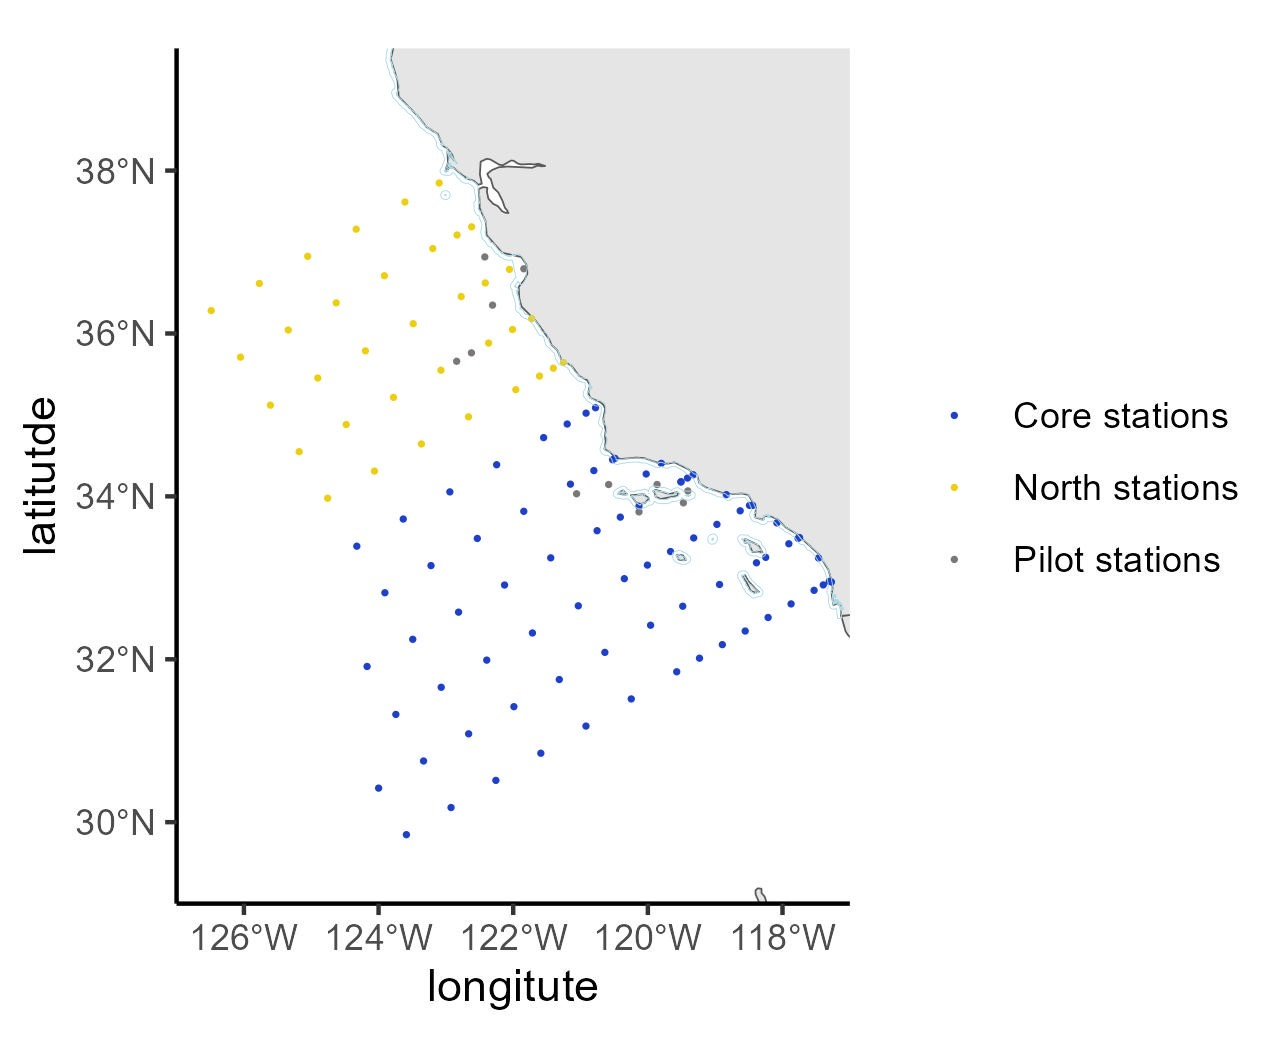 38°N
36°N
34°N
32°N
30°N
latitutde
126°W 124°W 122°W 120°W 118°W
longitute
Core stations
North stations
Pilot stations